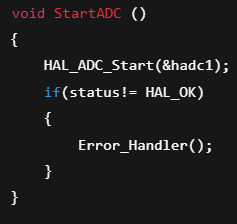 void StartADC ()
{
    HAL_ADC_Start(&hadc1);
    if(status!= HAL_OK)
    {
        Error_Handler();
    }
}